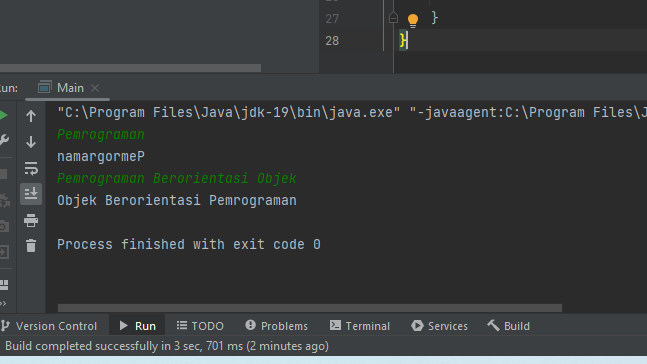 27 }
28 }
Run: Main ×
"C:\Program Files\Java\jdk-19\bin\java.exe" "-javaagent:C:\Program Files\J
Pemrograman
namargormeP
Pemrograman Berorientasi Objek
Objek Berorientasi Pemrograman
Process finished with exit code 0
Version Control Run TODO Problems Terminal Services Build
Build completed successfully in 3 sec, 701 ms (2 minutes ago)